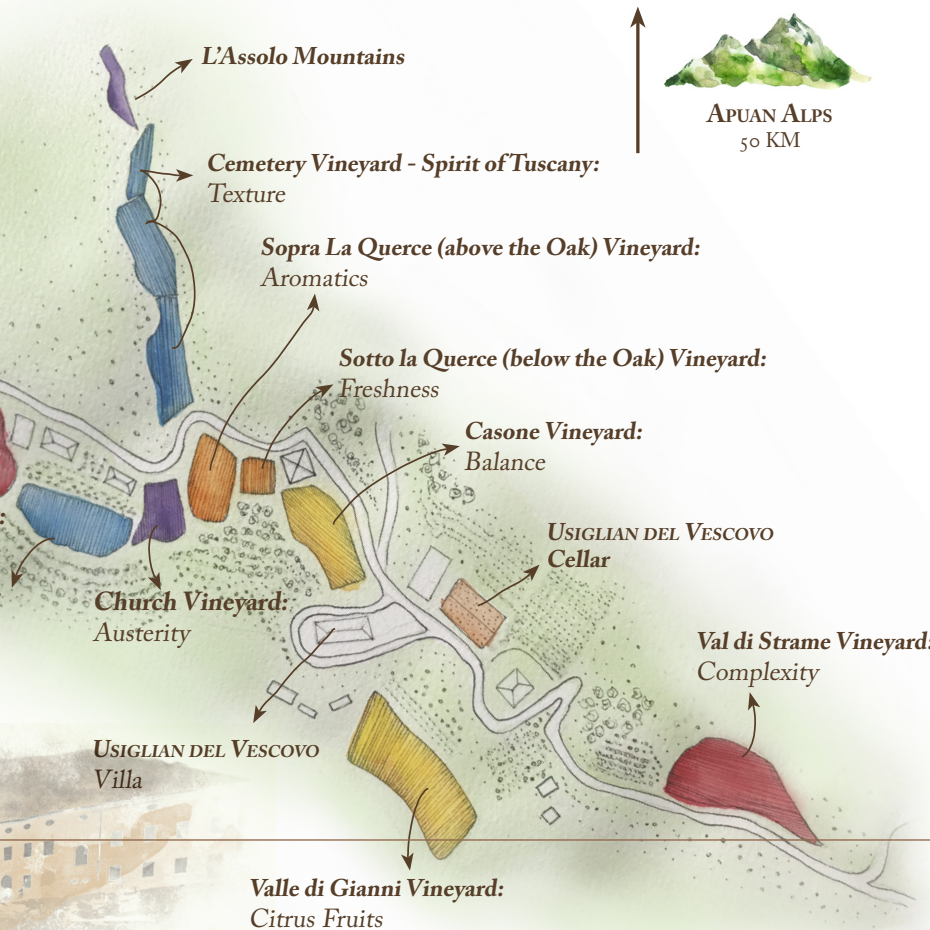 L'Assolo Mountains
APUAN ALPS
50 KM
Cemetery Vineyard - Spirit of Tuscany:
Texture
Sopra La Querce (above the Oak) Vineyard:
Aromatics
Sotto la Querce (below the Oak) Vineyard:
Freshness
Casone Vineyard:
Balance
USIGLIAN DEL VESCOVO
Cellar
:
Church Vineyard:
Austerity
Val di Strame Vineyard:
Complexity
USIGLIAN DEL VESCOVO
Villa
Valle di Gianni Vineyard:
Citrus Fruits